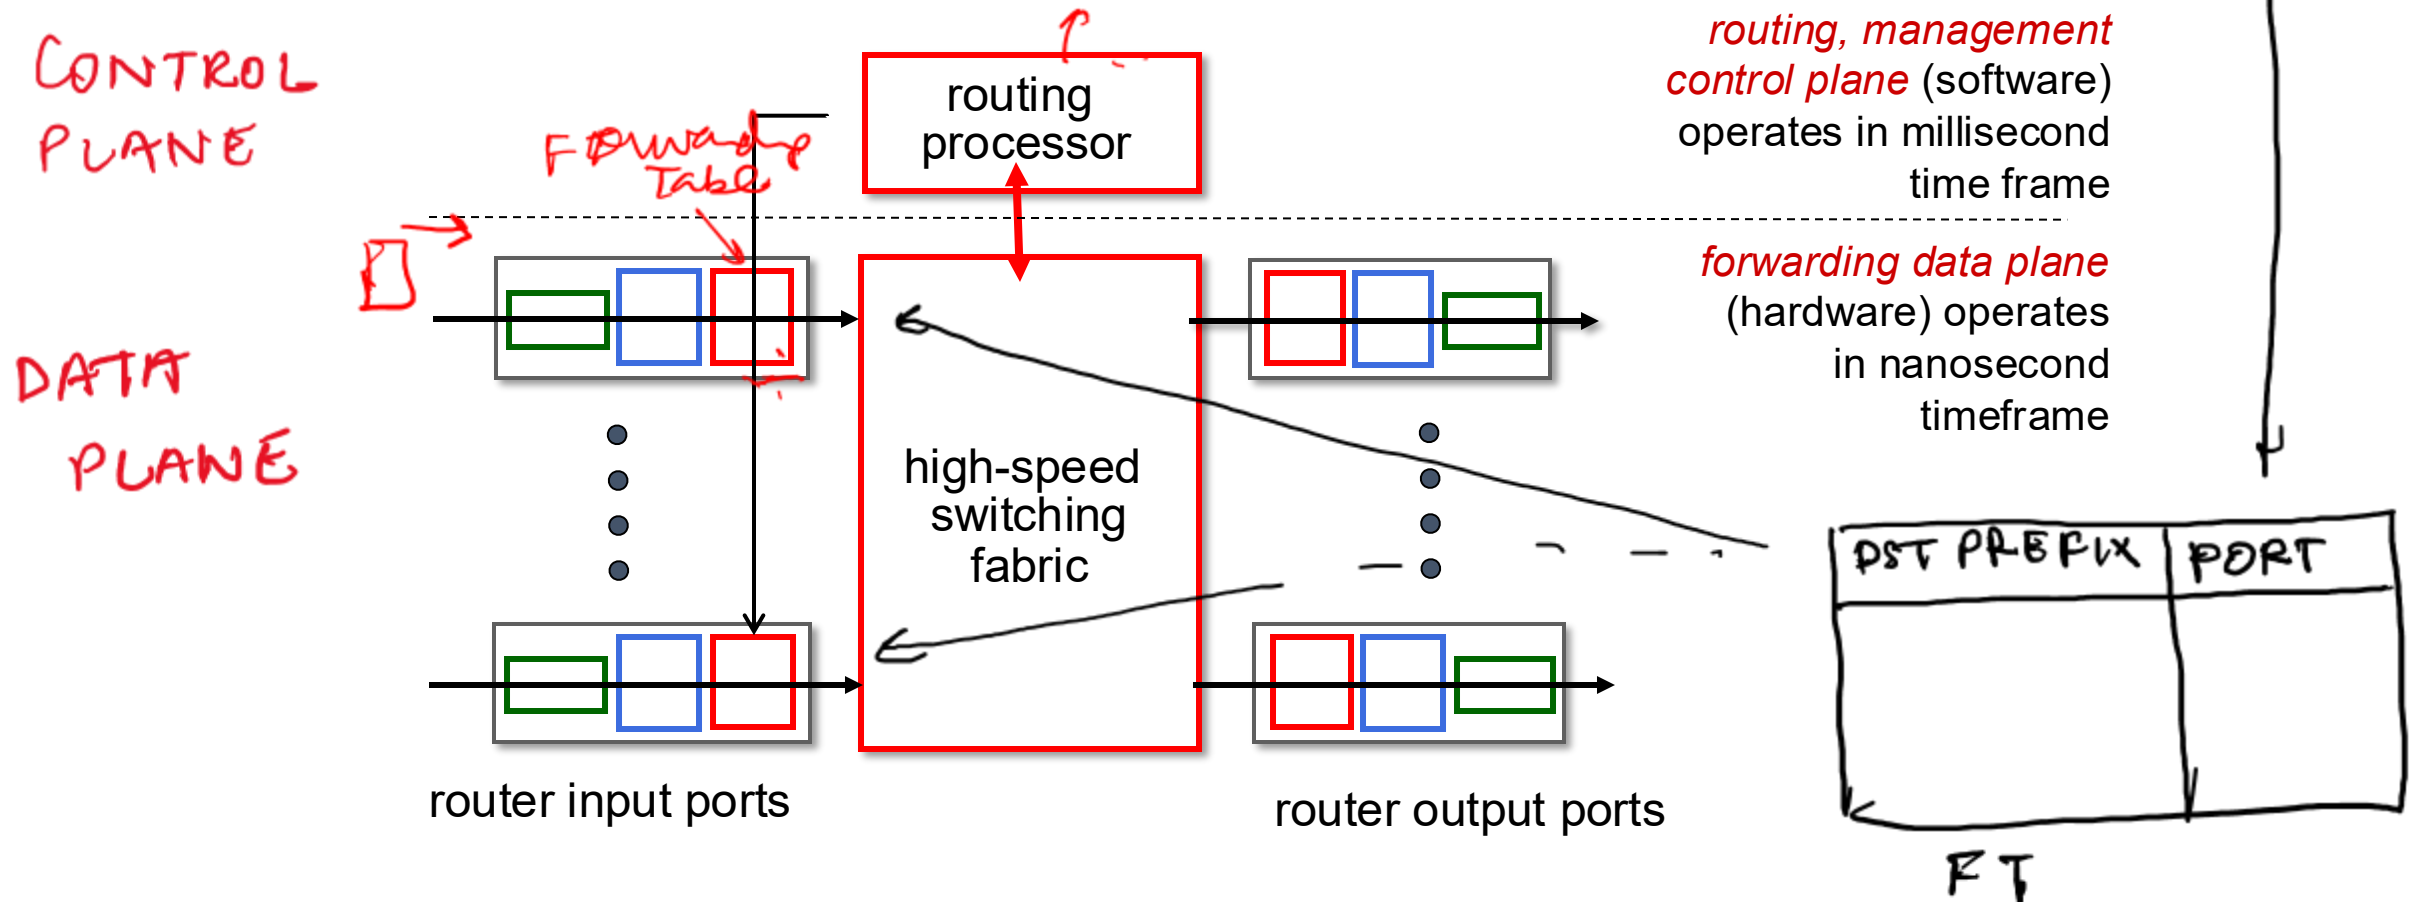 CONTROL
PLANE
Forwarding
Table
routing
processor
routing, management
control plane (software)
operates in millisecond
time frame
forwarding data plane
(hardware) operates
in nanosecond
timeframe
DATA
PLANE
high-speed
switching
fabric
DST PREFIX PORT
router input ports
router output ports
FT